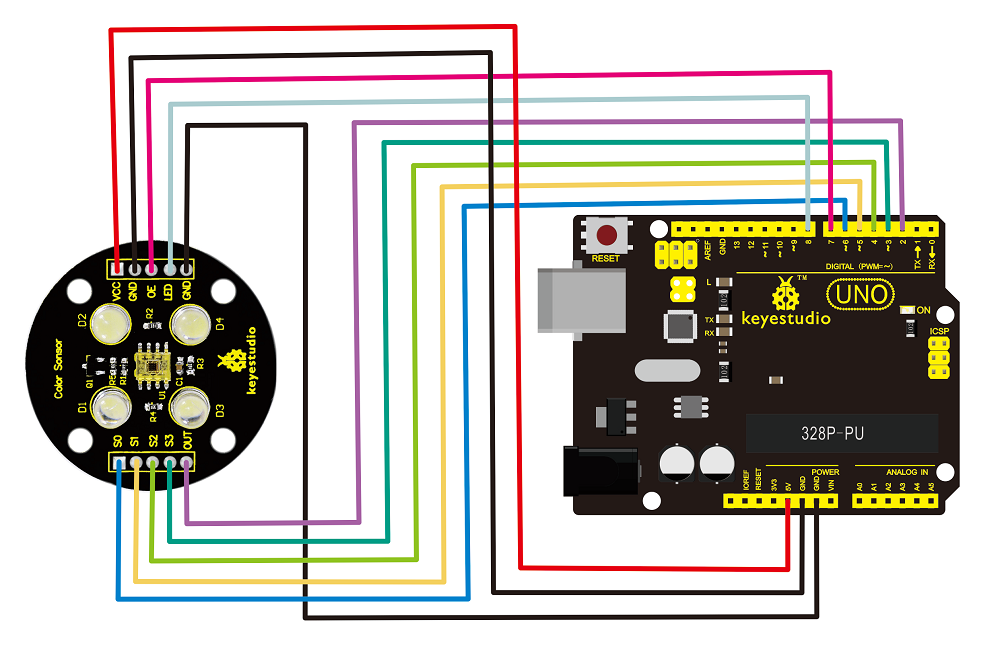 VCC
GND
OE
LED
GND
D2
R2
D4
Color Sonsor
Q1
R5
R1
U1
C1
R3
keyestudio
D1
R4
D3
S0
S1
S2
S3
OUT
RESET
AREF
GND
13
12
~11
~10
~9
8
7
~6
~5
4
~3
2
TX→1
RX←0
DIGITAL (PWM=~)
L
TX
RX
102
102
TM
keyestudio
UNO
ON
102
ICSP
328P-PU
POWER
ANALOG IN
IOREF
RESET
3V3
5V
GND
GND
VIN
A0
A1
A2
A3
A4
A5